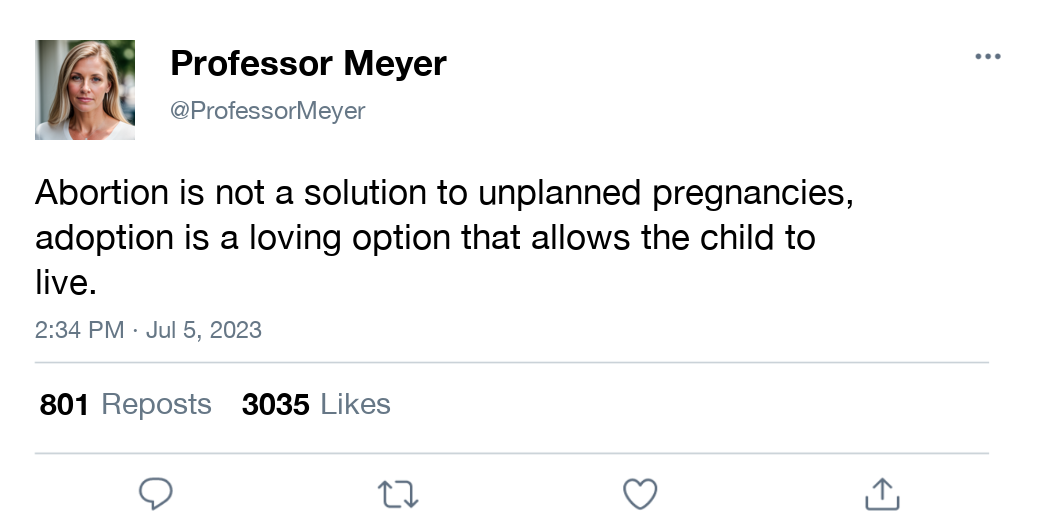 Professor Meyer
@ProfessorMeyer
Abortion is not a solution to unplanned pregnancies,
adoption is a loving option that allows the child to
live.
2:34 PM · Jul 5, 2023
801 Reposts 3035 Likes